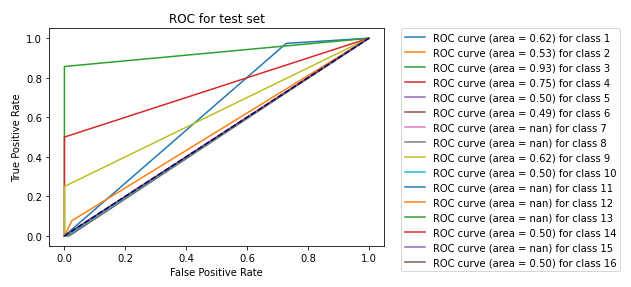 ROC for test set
True Positive Rate
1.0
0.8
0.6
0.4
0.2
0.0
0.0 0.2 0.4 0.6 0.8 1.0
False Positive Rate
ROC curve (area = 0.62) for class 1
ROC curve (area = 0.53) for class 2
ROC curve (area = 0.93) for class 3
ROC curve (area = 0.75) for class 4
ROC curve (area = 0.50) for class 5
ROC curve (area = 0.49) for class 6
ROC curve (area = nan) for class 7
ROC curve (area = nan) for class 8
ROC curve (area = 0.62) for class 9
ROC curve (area = 0.50) for class 10
ROC curve (area = nan) for class 11
ROC curve (area = nan) for class 12
ROC curve (area = nan) for class 13
ROC curve (area = 0.50) for class 14
ROC curve (area = nan) for class 15
ROC curve (area = 0.50) for class 16